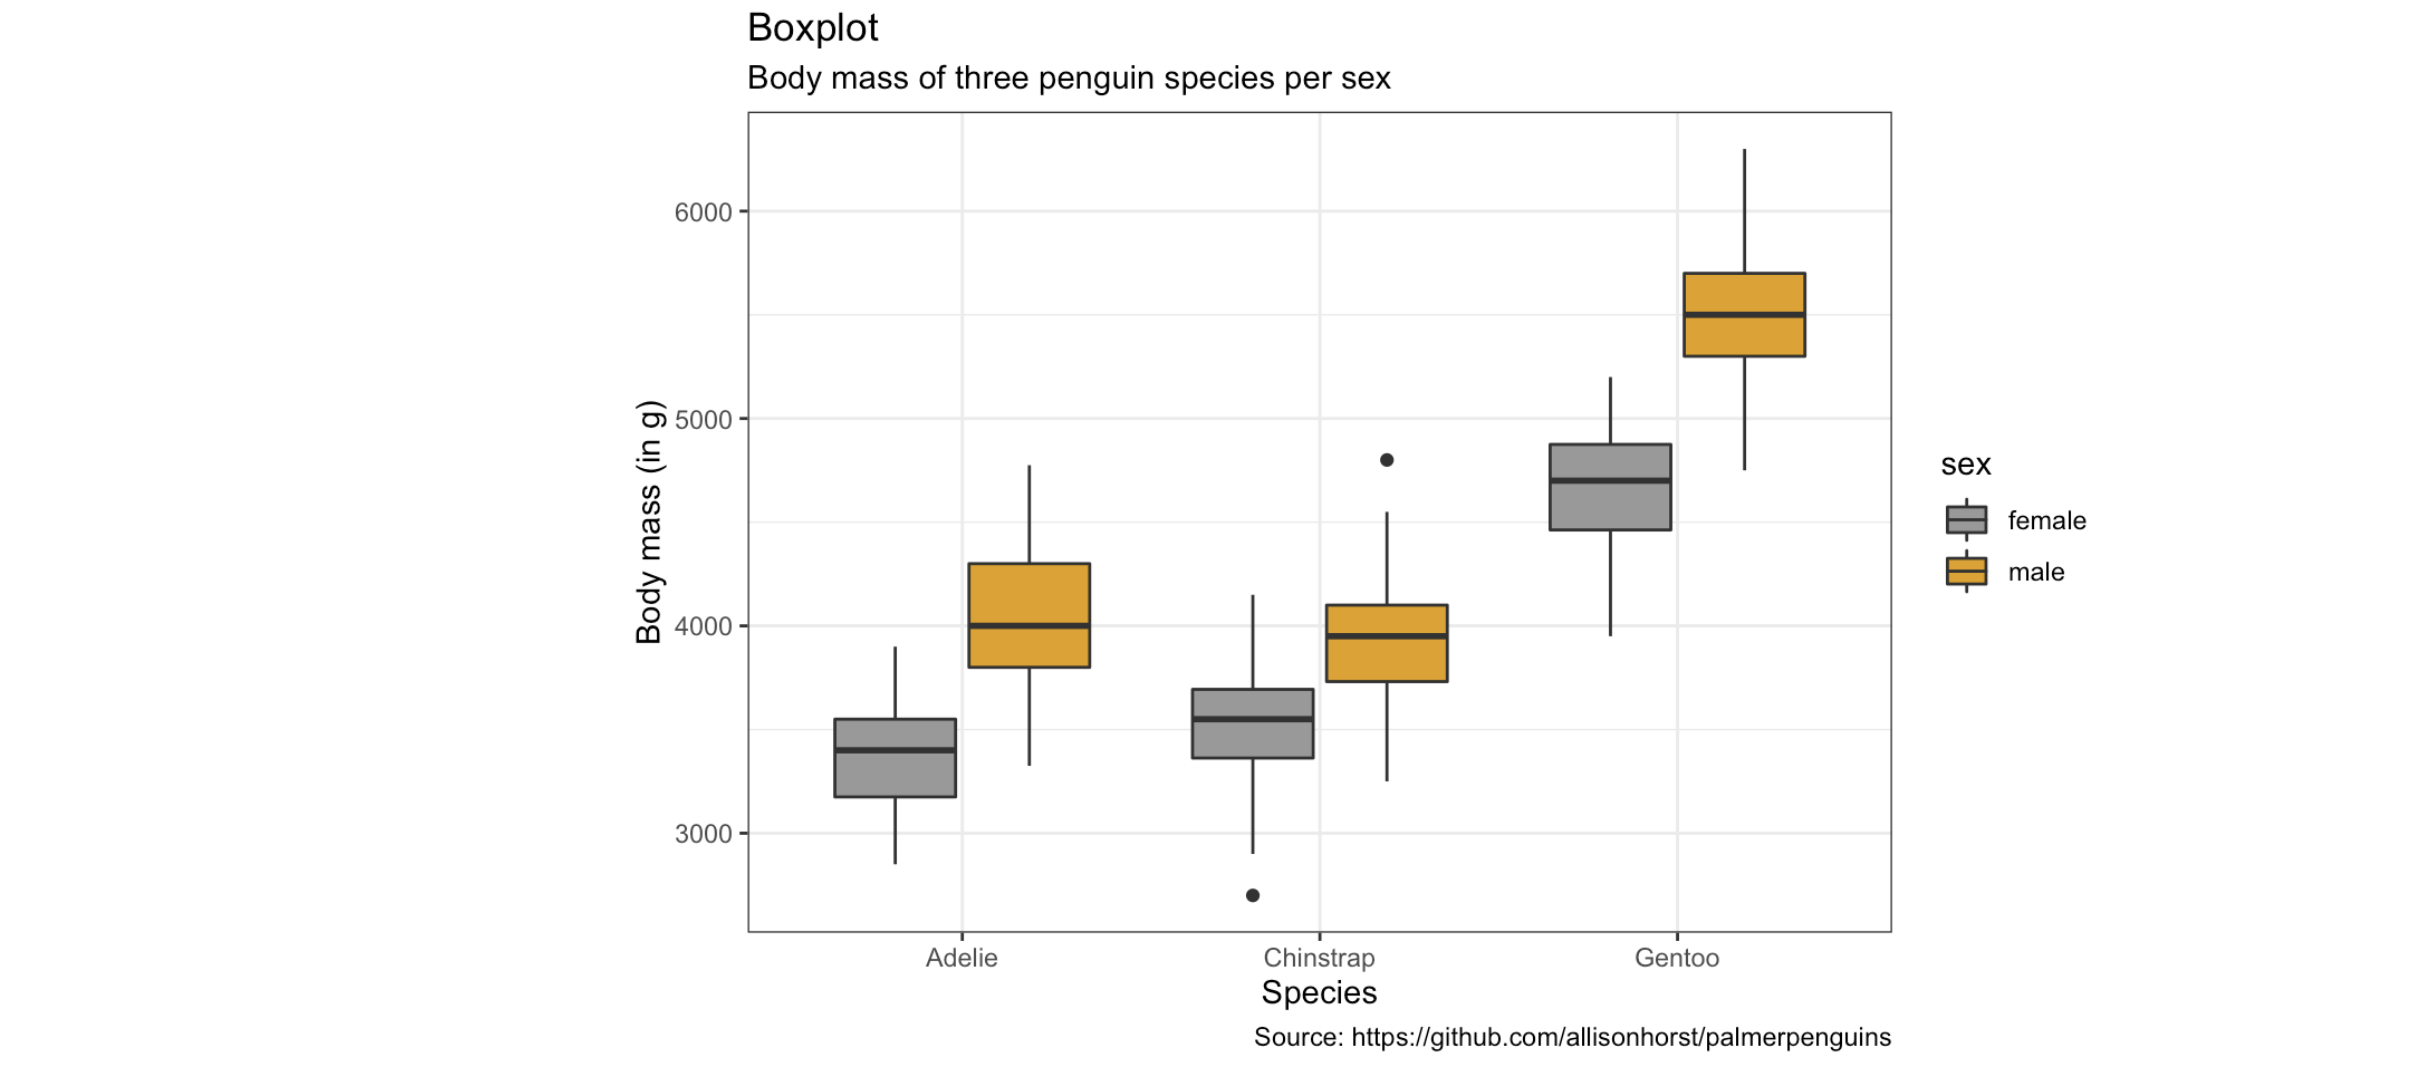 Boxplot
Body mass of three penguin species per sex
Body mass (in g)
6000
5000
4000
3000
Adelie Chinstrap Gentoo
Species
Source: https://github.com/allisonhorst/palmerpenguins
sex
female
male